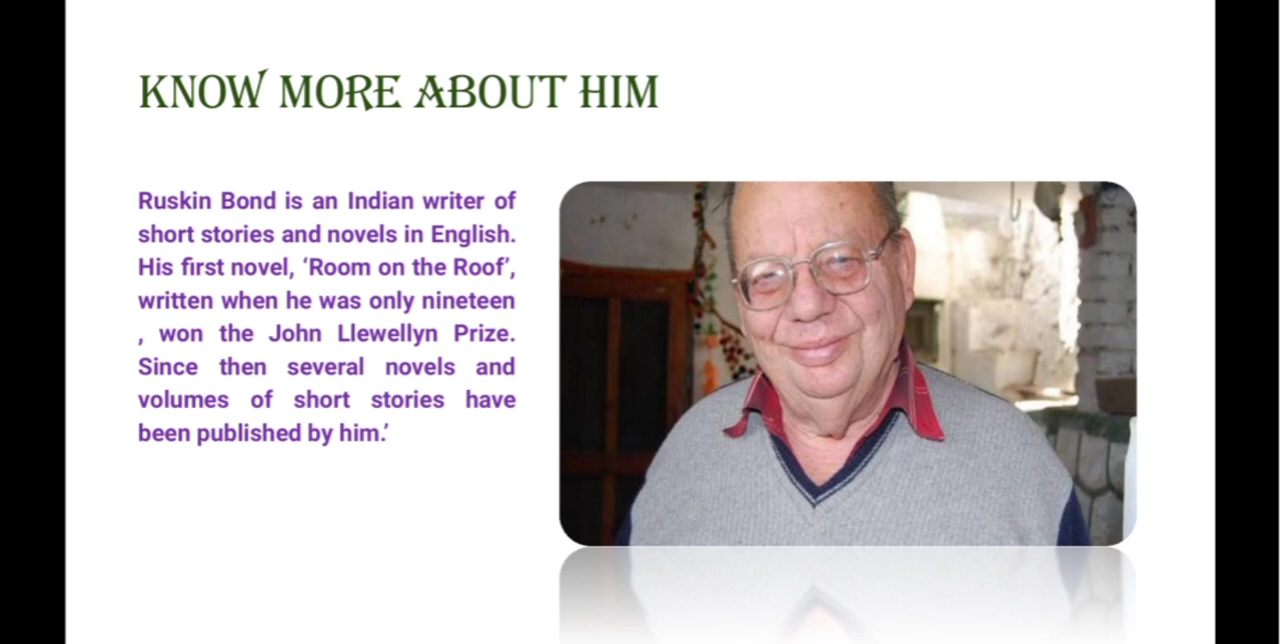 KNOW MORE ABOUT HIM
Ruskin Bond is an Indian writer of
short stories and novels in English.
His first novel, ‘Room on the Roof’,
written when he was only nineteen
, won the John Llewellyn Prize.
Since then several novels and
volumes of short stories have
been published by him.’